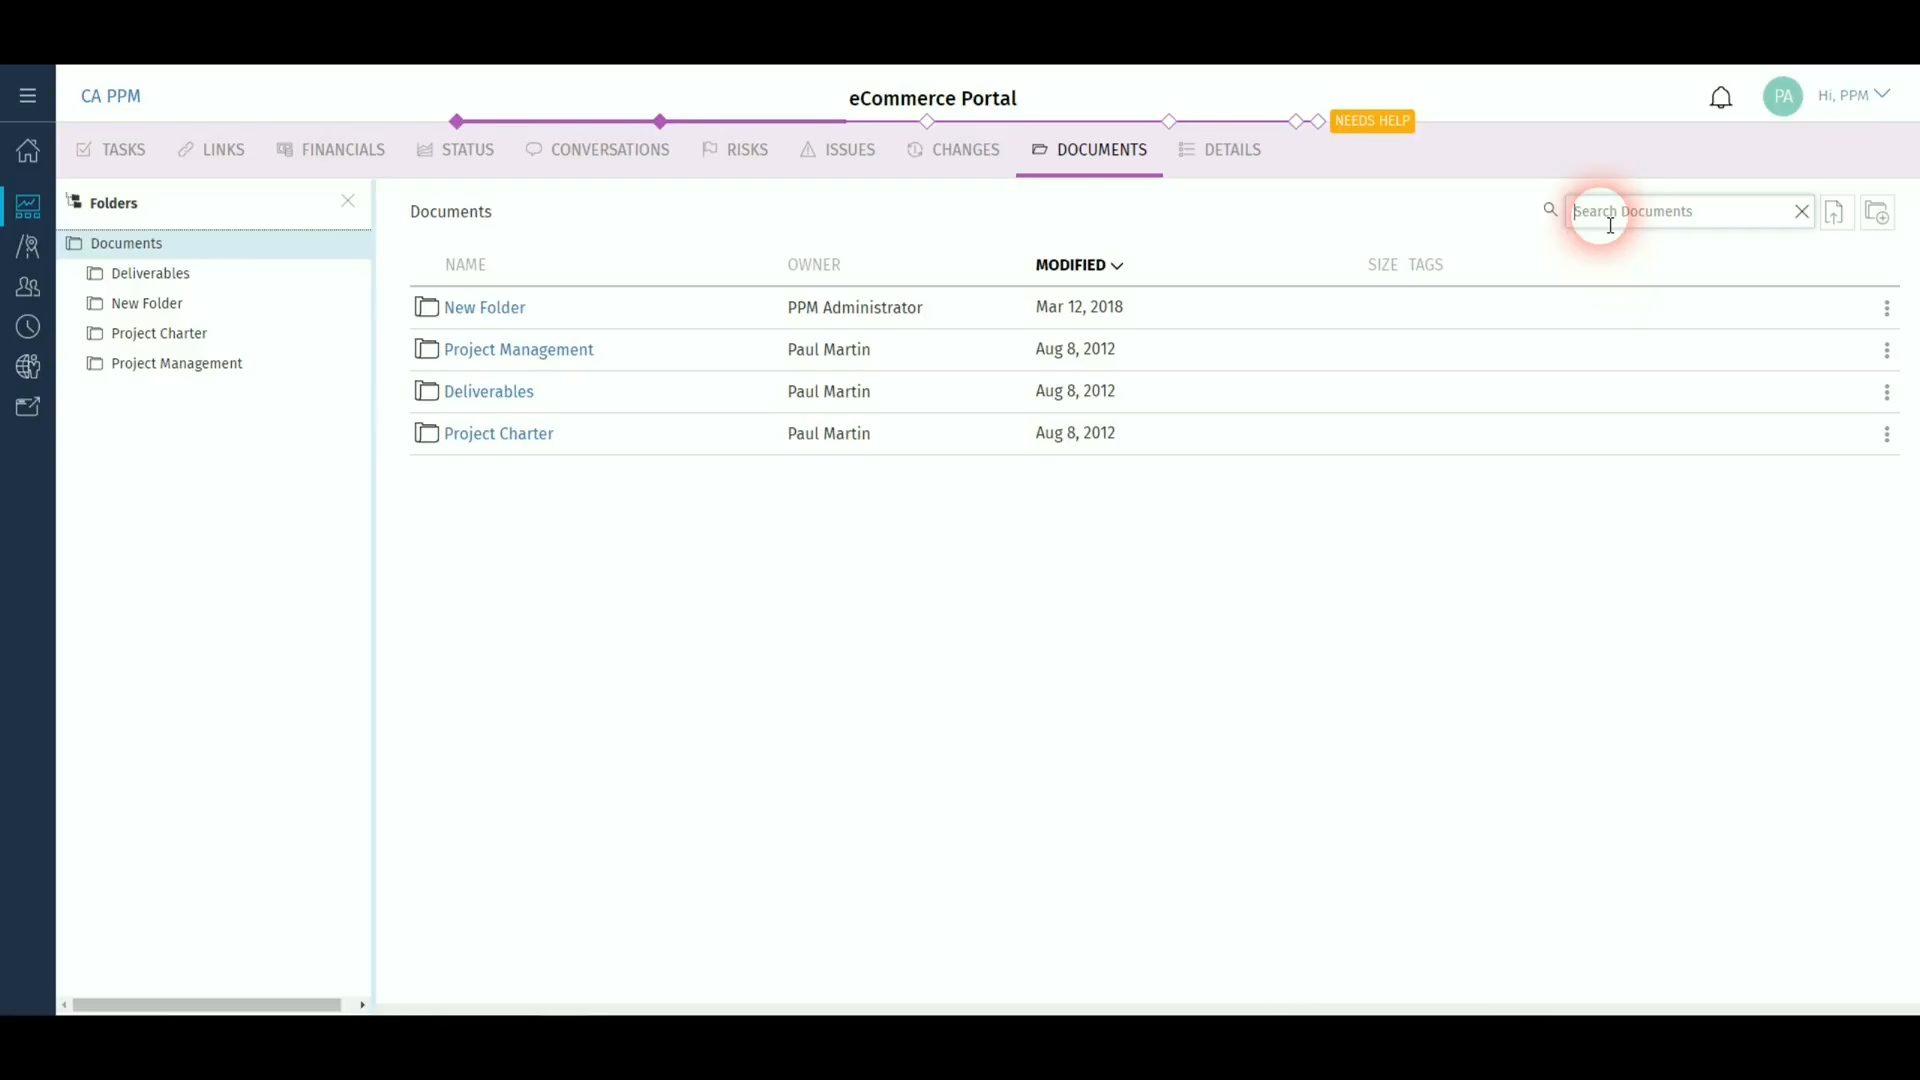 CA PPM
eCommerce Portal
PA
Hi, PPM
NEEDS HELP
TASKS LINKS FINANCIALS STATUS CONVERSATIONS RISKS ISSUES CHANGES DOCUMENTS DETAILS
Folders
Documents
Deliverables
New Folder
Project Charter
Project Management
Documents
Search Documents
NAME OWNER MODIFIED SIZE TAGS
New Folder PPM Administrator Mar 12, 2018
Project Management Paul Martin Aug 8, 2012
Deliverables Paul Martin Aug 8, 2012
Project Charter Paul Martin Aug 8, 2012